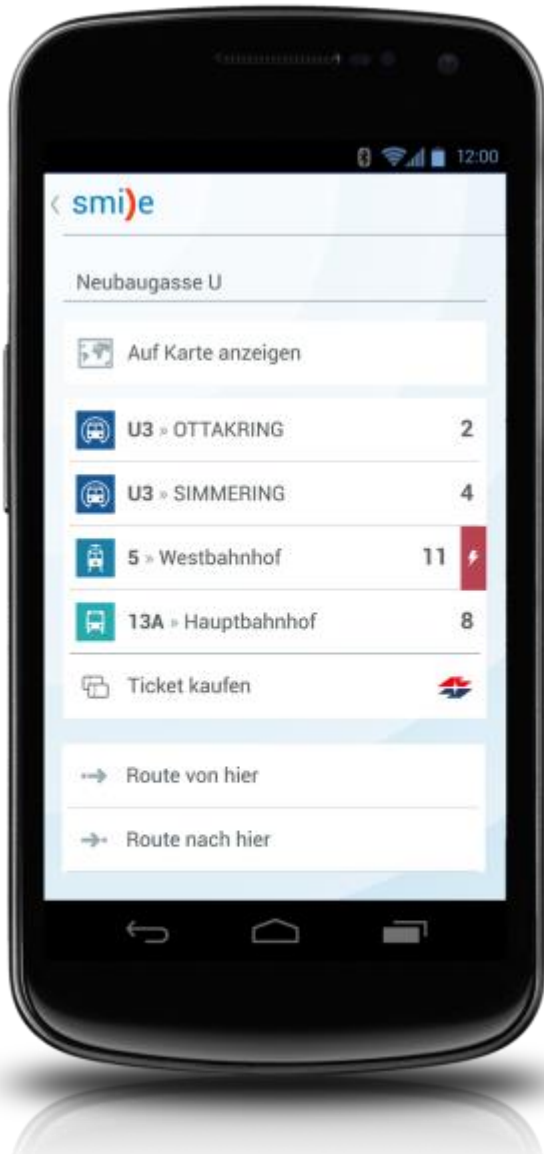 12:00
smile
Neubaugasse U
Auf Karte anzeigen
U3 » OTTAKRING 2
U3 » SIMMERING 4
5 » Westbahnhof 11
13A » Hauptbahnhof 8
Ticket kaufen
Route von hier
Route nach hier